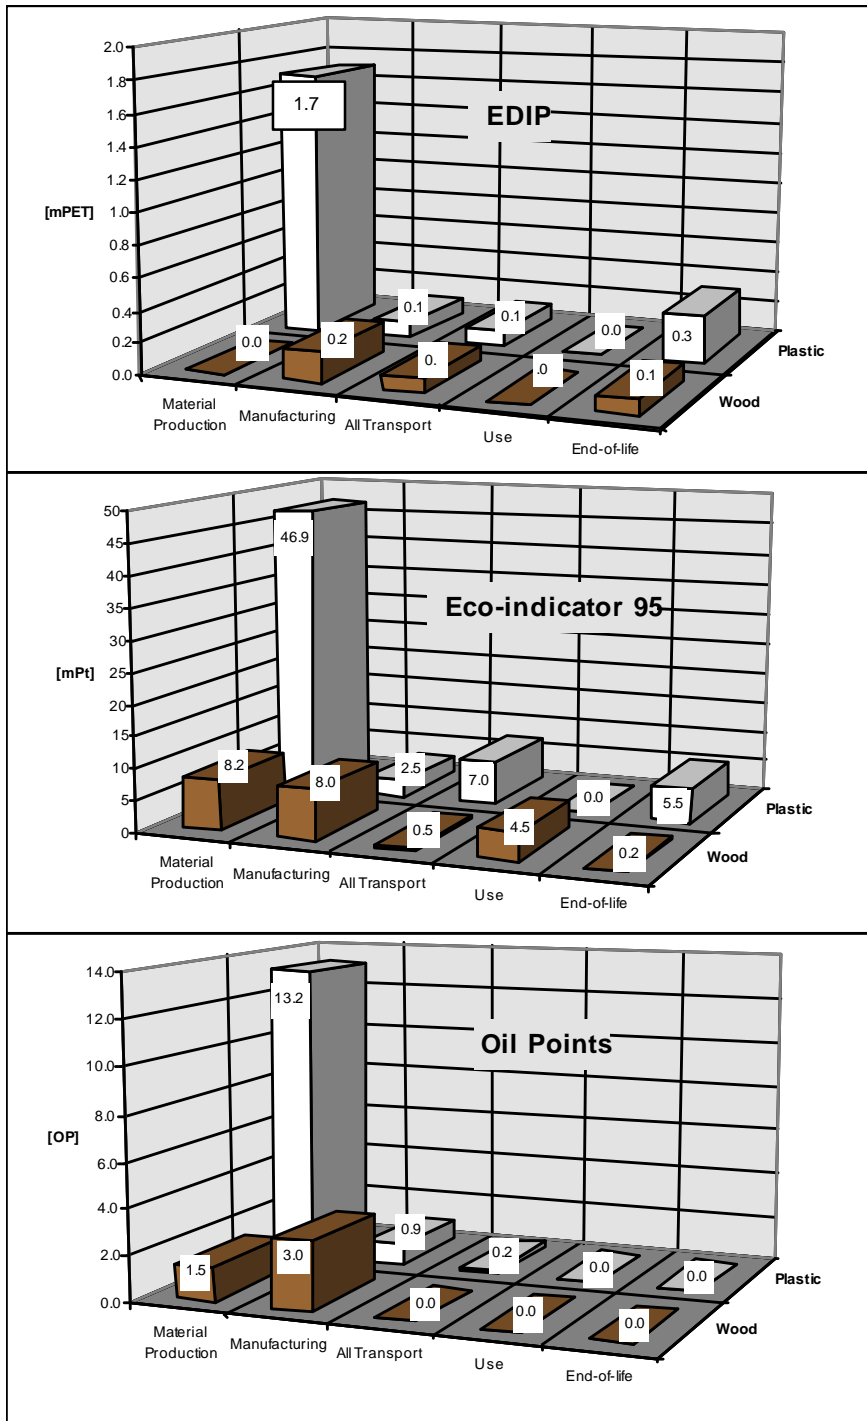 2.0
1.8
1.7
EDIP
1.6
1.4
1.2
[mPET]
1.0
0.8
0.6
0.4
0.1
0.1
0.0
0.3
0.2
0.0
0.2
0.
.0
0.1
Plastic
0.0
Wood
Material
Production
Manufacturing
All Transport
Use
End-of-life
50
46.9
45
40
Eco-indicator 95
35
30
[mPt]
25
20
15
10
8.2
8.0
2.5
7.0
0.0
5.5
Plastic
5
0.5
4.5
0.2
0
Wood
Material
Production
Manufacturing
All Transport
Use
End-of-life
14.0
13.2
12.0
Oil Points
10.0
8.0
[OP]
6.0
4.0
0.9
0.2
0.0
0.0
Plastic
2.0
1.5
3.0
0.0
0.0
0.0
0.0
Wood
Material
Production
Manufacturing
All Transport
Use
End-of-life